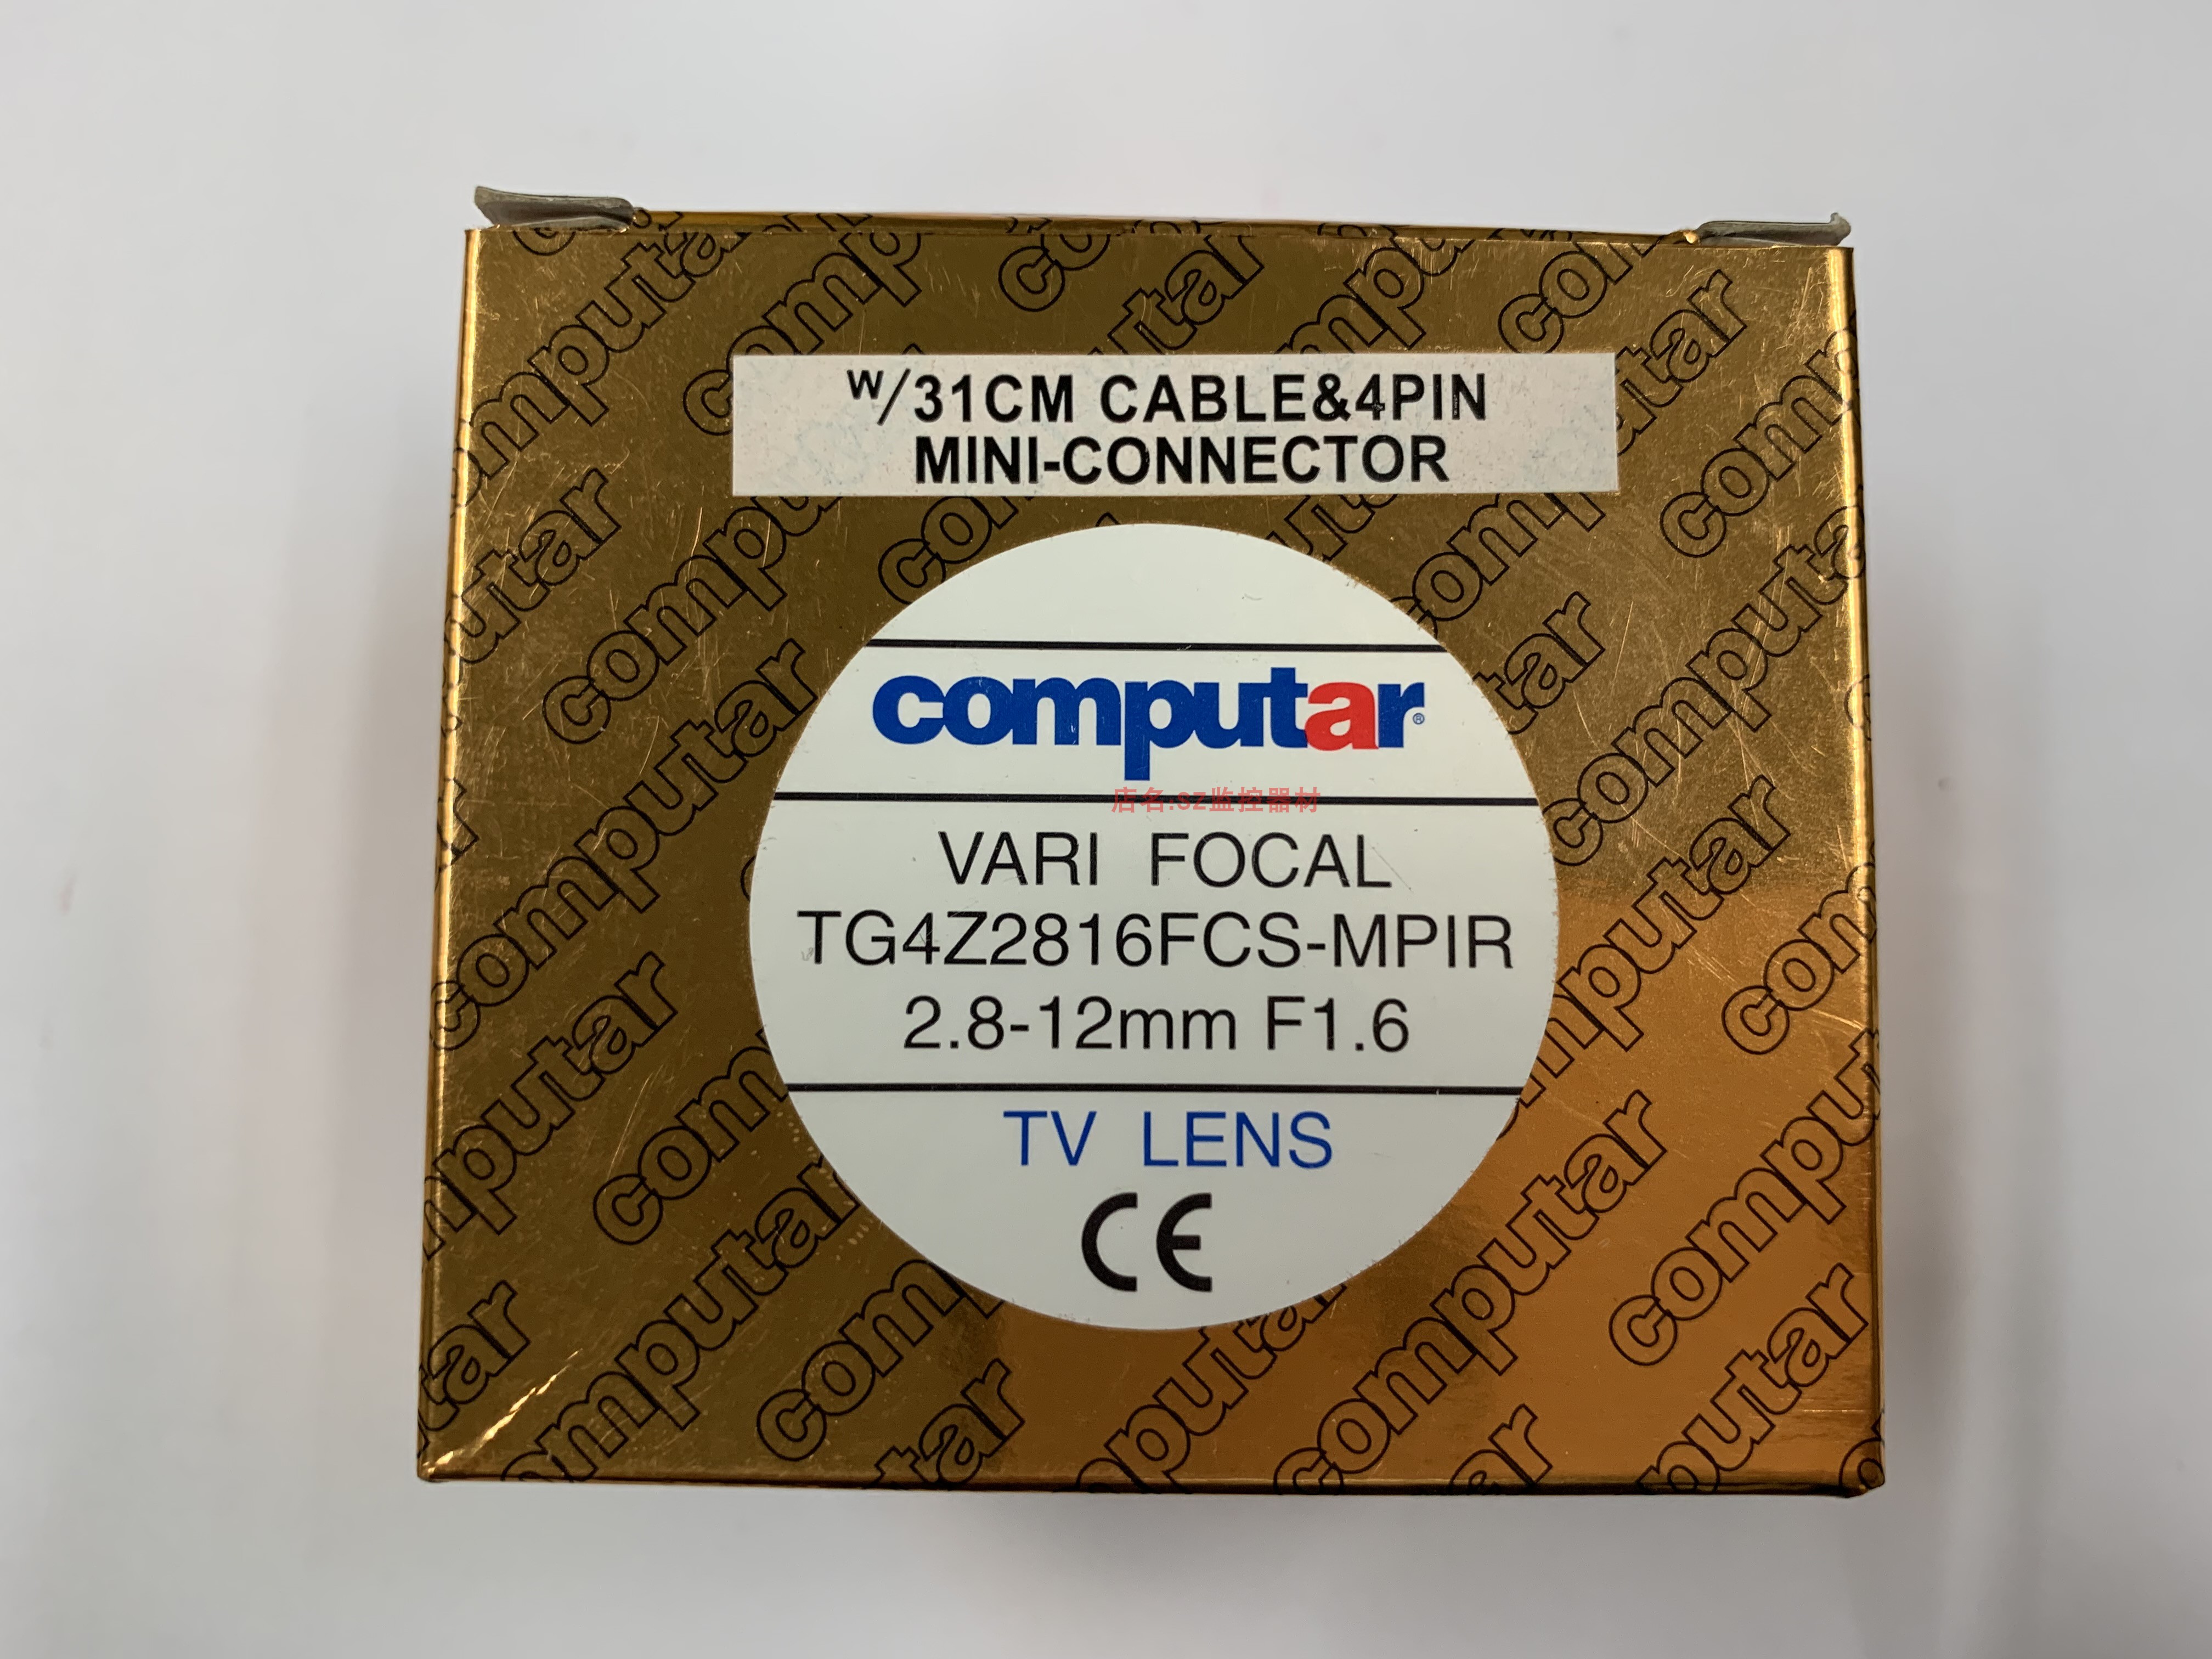 w/31CM CABLE&4PIN
MINI-CONNECTOR
computar®
店名:sz监控器材
VARI FOCAL
TG4Z2816FCS-MPIR
2.8-12mm F1.6
TV LENS
CE